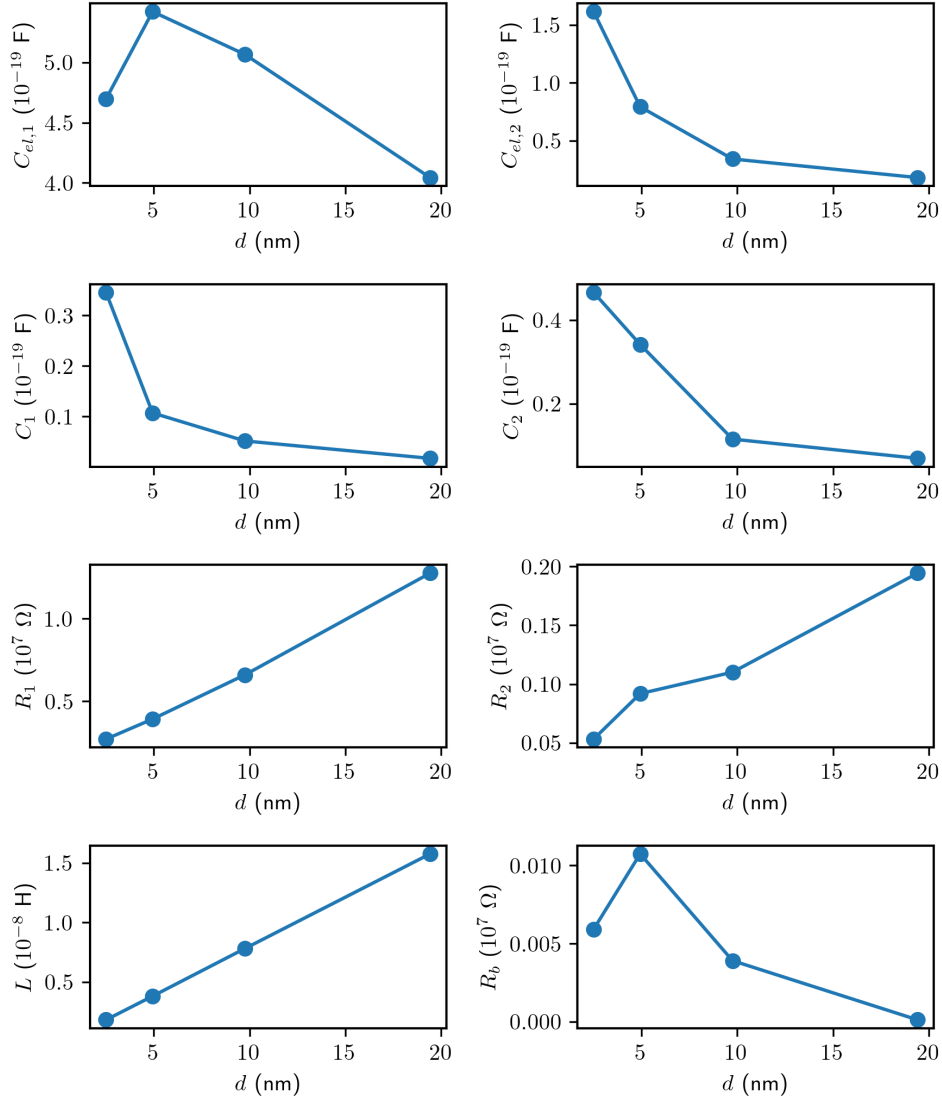 C_{el,1} (10^{-19} F)
5.0
4.5
4.0
5 10 15 20
d (nm)
C_{el,2} (10^{-19} F)
1.5
1.0
0.5
5 10 15 20
d (nm)
C_1 (10^{-19} F)
0.3
0.2
0.1
5 10 15 20
d (nm)
C_2 (10^{-19} F)
0.4
0.2
5 10 15 20
d (nm)
R_1 (10^7 Ω)
1.0
0.5
5 10 15 20
d (nm)
R_2 (10^7 Ω)
0.20
0.15
0.10
0.05
5 10 15 20
d (nm)
L (10^{-8} H)
1.5
1.0
0.5
5 10 15 20
d (nm)
R_b (10^7 Ω)
0.010
0.005
0.000
5 10 15 20
d (nm)